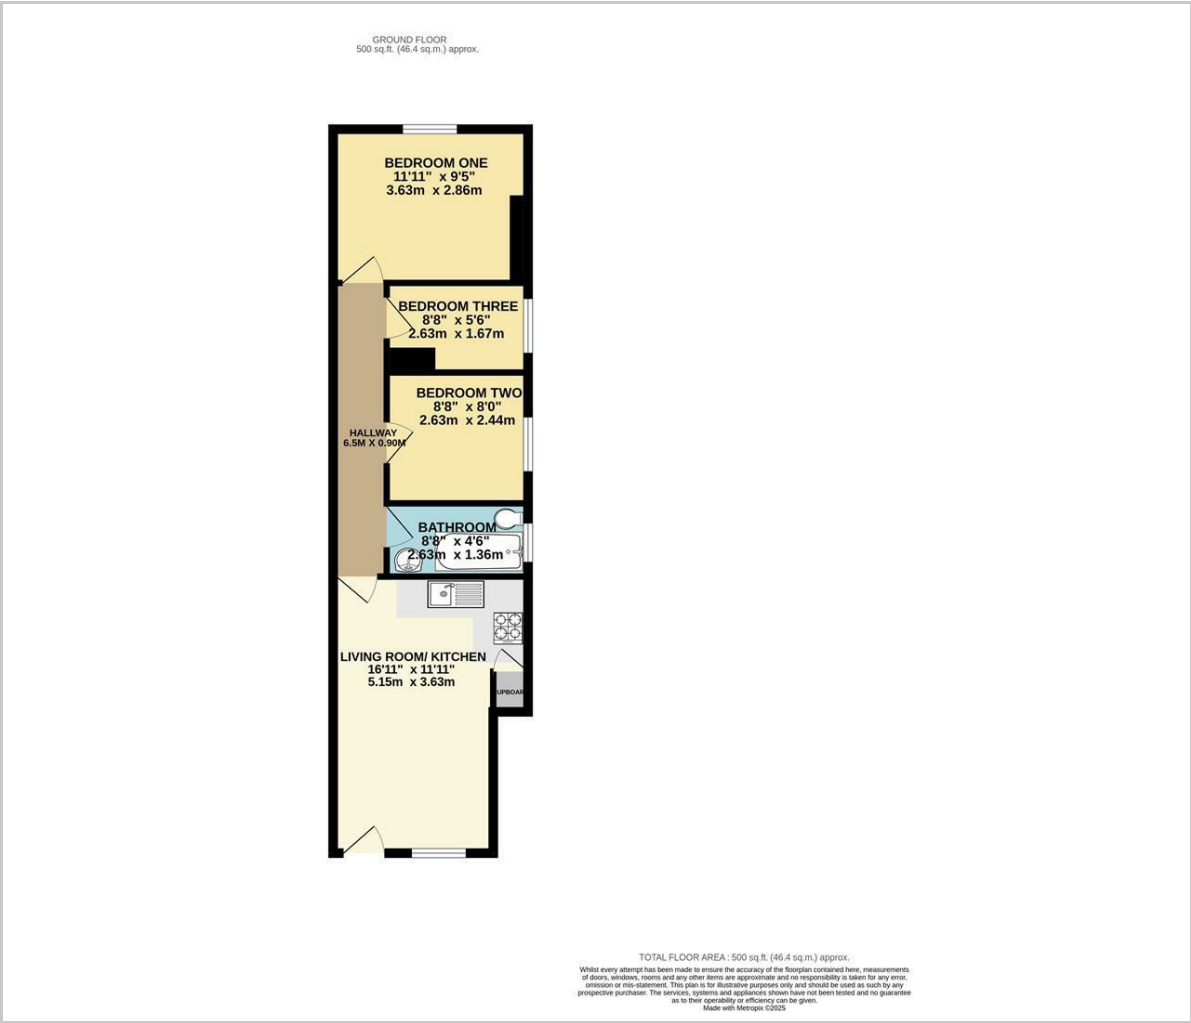 GROUND FLOOR
500 sq.ft. (46.4 sq.m.) approx.
BEDROOM ONE
11'11" x 9'5"
3.63m x 2.86m
BEDROOM THREE
8'8" x 5'6"
2.63m x 1.67m
BEDROOM TWO
8'8" x 8'0"
2.63m x 2.44m
HALLWAY
6.5M X 0.90M
BATHROOM
8'8" x 4'6"
2.63m x 1.36m
LIVING ROOM/ KITCHEN
16'11" x 11'11"
5.15m x 3.63m
UPBOAR
TOTAL FLOOR AREA : 500 sq.ft. (46.4 sq.m.) approx.
Whilst every attempt has been made to ensure the accuracy of the floorplan contained here, measurements
of doors, windows, rooms and any other items are approximate and no responsibility is taken for any error,
omission or mis-statement. This plan is for illustrative purposes only and should be used as such by any
prospective purchaser. The services, systems and appliances shown have not been tested and no guarantee
as to their operability or efficiency can be given.
Made with Metropix ©2025